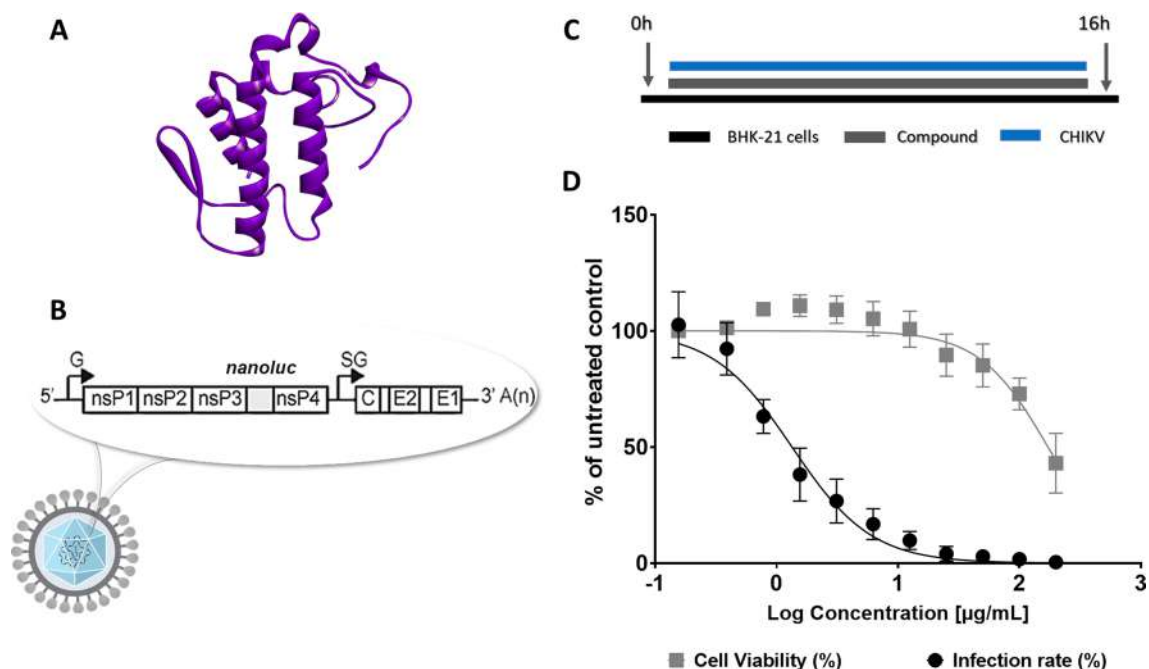 A
B
G
nanoluc
SG
5’
nsP1 nsP2 nsP3 nsP4 C E2 E1
3’ A(n)
C
0h 16h
BHK-21 cells Compound CHIKV
D
150
100
50
0
% of untreated control
-1 0 1 2 3
Log Concentration [µg/mL]
Cell Viability (%) Infection rate (%)